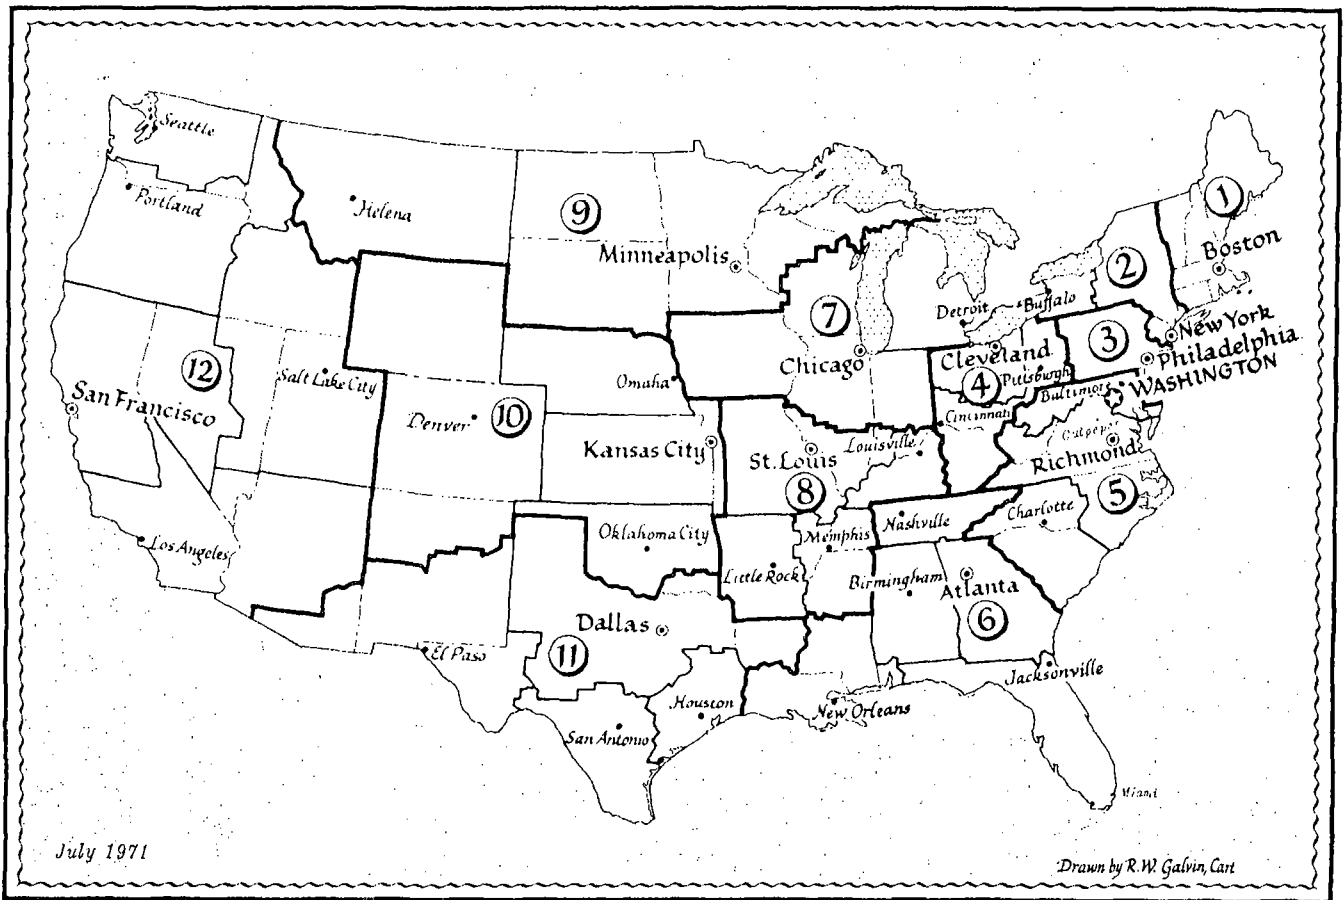 Seattle
Portland
Helena
9
Minneapolis
1
Boston
2
Detroit
Buffalo
7
New York
3
Philadelphia
Chicago
Cleveland
4
Pittsburgh
WASHINGTON
Baltimore
12
Salt Lake City
Omaha
San Francisco
Denver
10
Cincinnati
Culpeper
Kansas City
St. Louis
Louisville
Richmond
8
5
Charlotte
Nashville
Oklahoma City
Memphis
Los Angeles
Little Rock
Birmingham
Atlanta
6
Dallas
11
El Paso
Jacksonville
Houston
New Orleans
San Antonio
Miami
July 1971
Drawn by R.W. Galvin, Cart